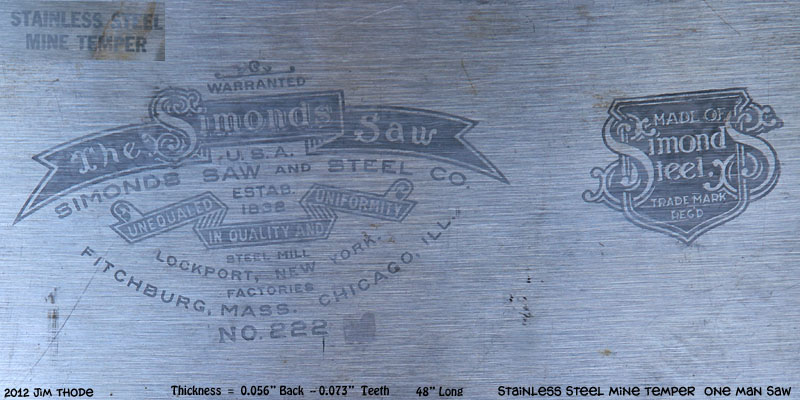 STAINLESS STEEL
MINE TEMPER
WARRANTED
The Simonds Saw
U.S.A.
SIMONDS SAW AND STEEL CO.
ESTAB.
1832
UNEQUALED IN QUALITY AND UNIFORMITY
STEEL MILL
LOCKPORT, NEW YORK.
FACTORIES
FITCHBURG, MASS. CHICAGO, ILL.
NO. 222
MADE OF
Simonds
Steel
TRADE MARK
REG'D
2012 Jim Thode
Thickness = 0.056" Back - 0.073" Teeth 48" Long
Stainless Steel Mine Temper One Man Saw